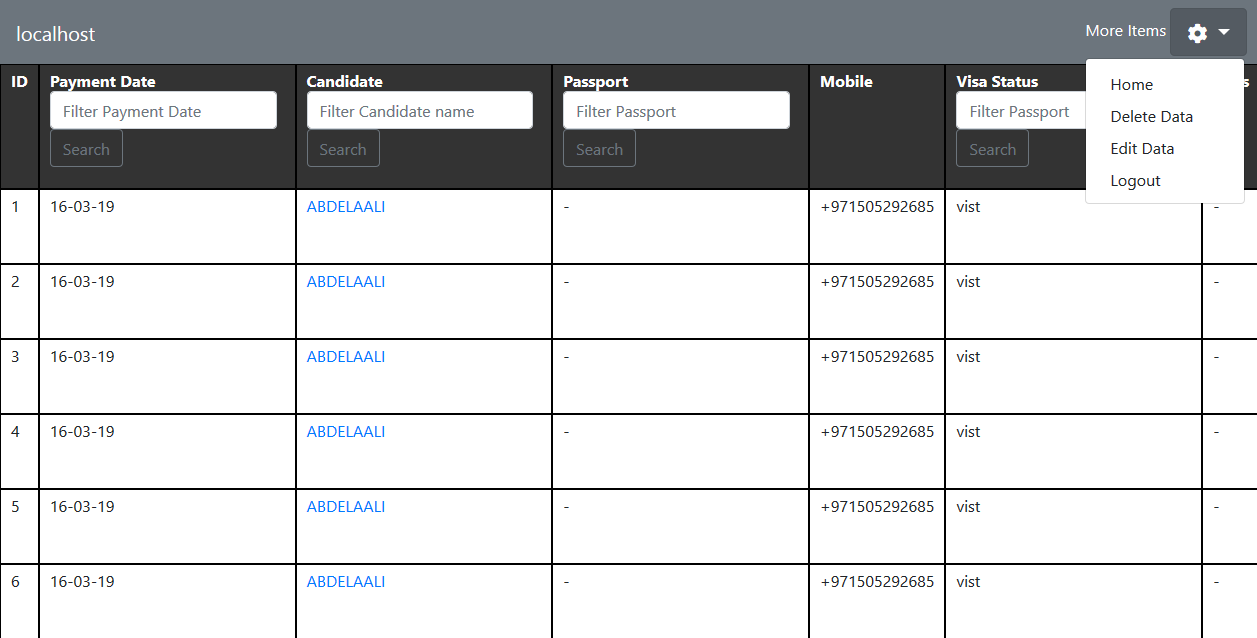 localhost More Items
ID Payment Date Candidate Passport Mobile Visa Status s
Filter Payment Date Filter Candidate name Filter Passport Filter Passport
Search Search Search Search
Home
Delete Data
Edit Data
Logout
1 16-03-19 ABDELAALI - +971505292685 vist -
2 16-03-19 ABDELAALI - +971505292685 vist -
3 16-03-19 ABDELAALI - +971505292685 vist -
4 16-03-19 ABDELAALI - +971505292685 vist -
5 16-03-19 ABDELAALI - +971505292685 vist -
6 16-03-19 ABDELAALI - +971505292685 vist -